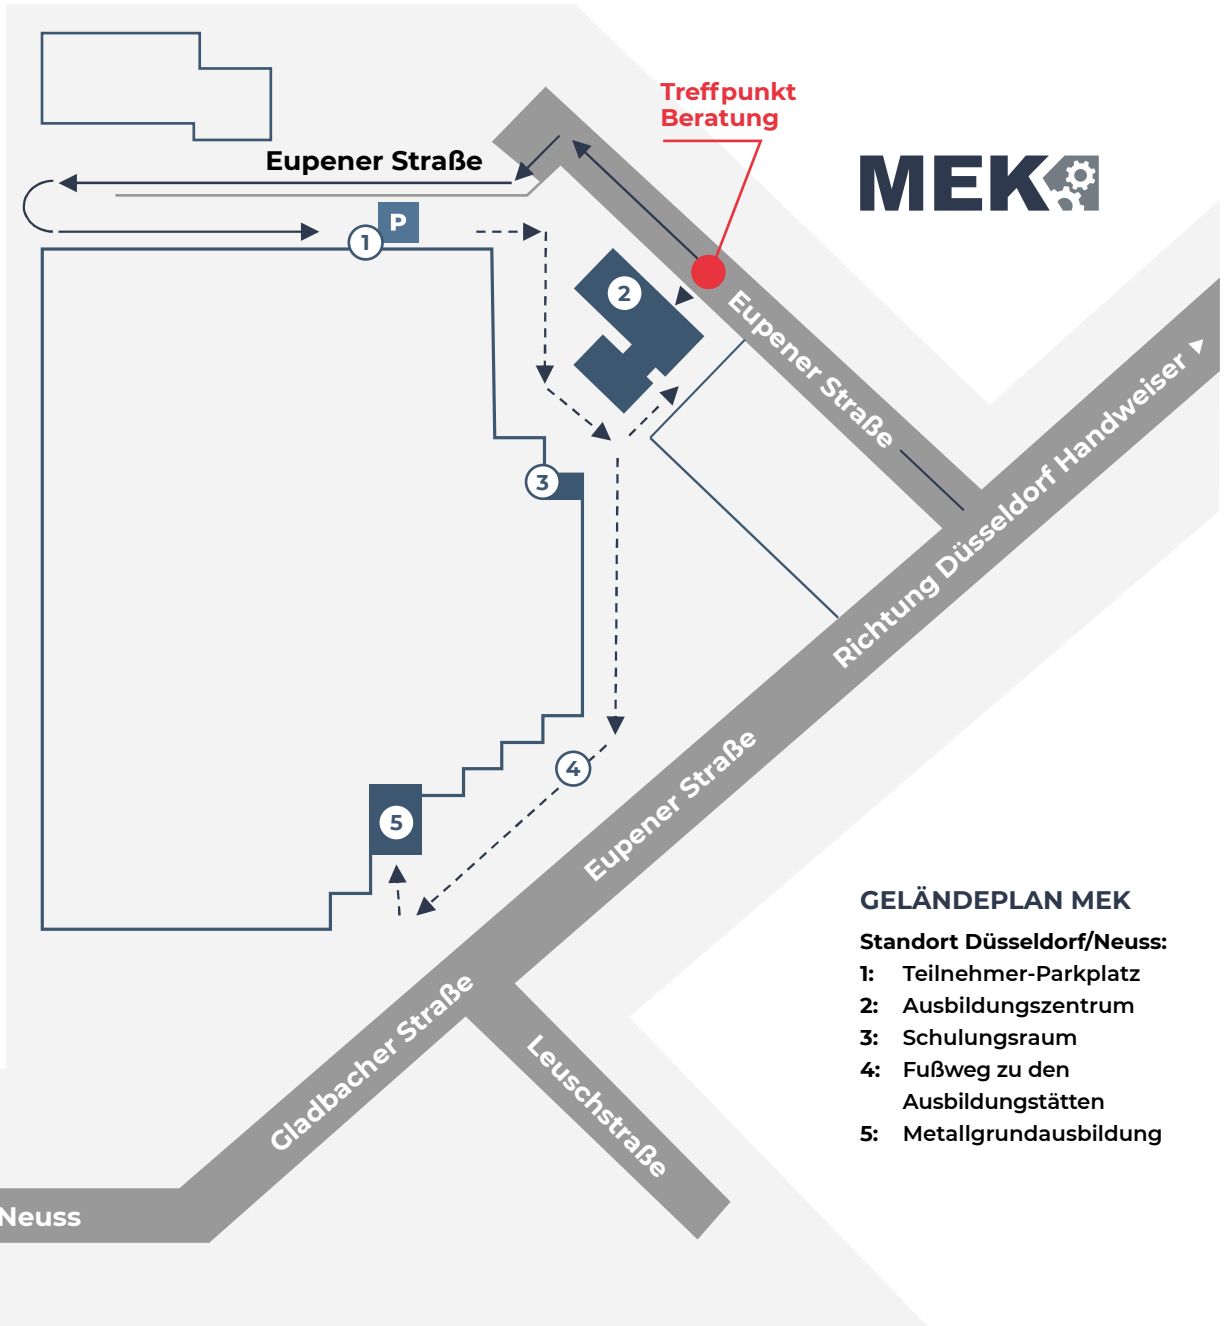 Treffpunkt
Beratung
MEK
Eupener Straße
P
1
2
Eupener Straße
Richtung Düsseldorf Handweiser
3
Eupener Straße
4
5
GELÄNDEPLAN MEK
Standort Düsseldorf/Neuss:
1: Teilnehmer-Parkplatz
2: Ausbildungszentrum
3: Schulungsraum
4: Fußweg zu den
Ausbildungstätten
5: Metallgrundausbildung
Gladbacher Straße
Leuschstraße
Neuss